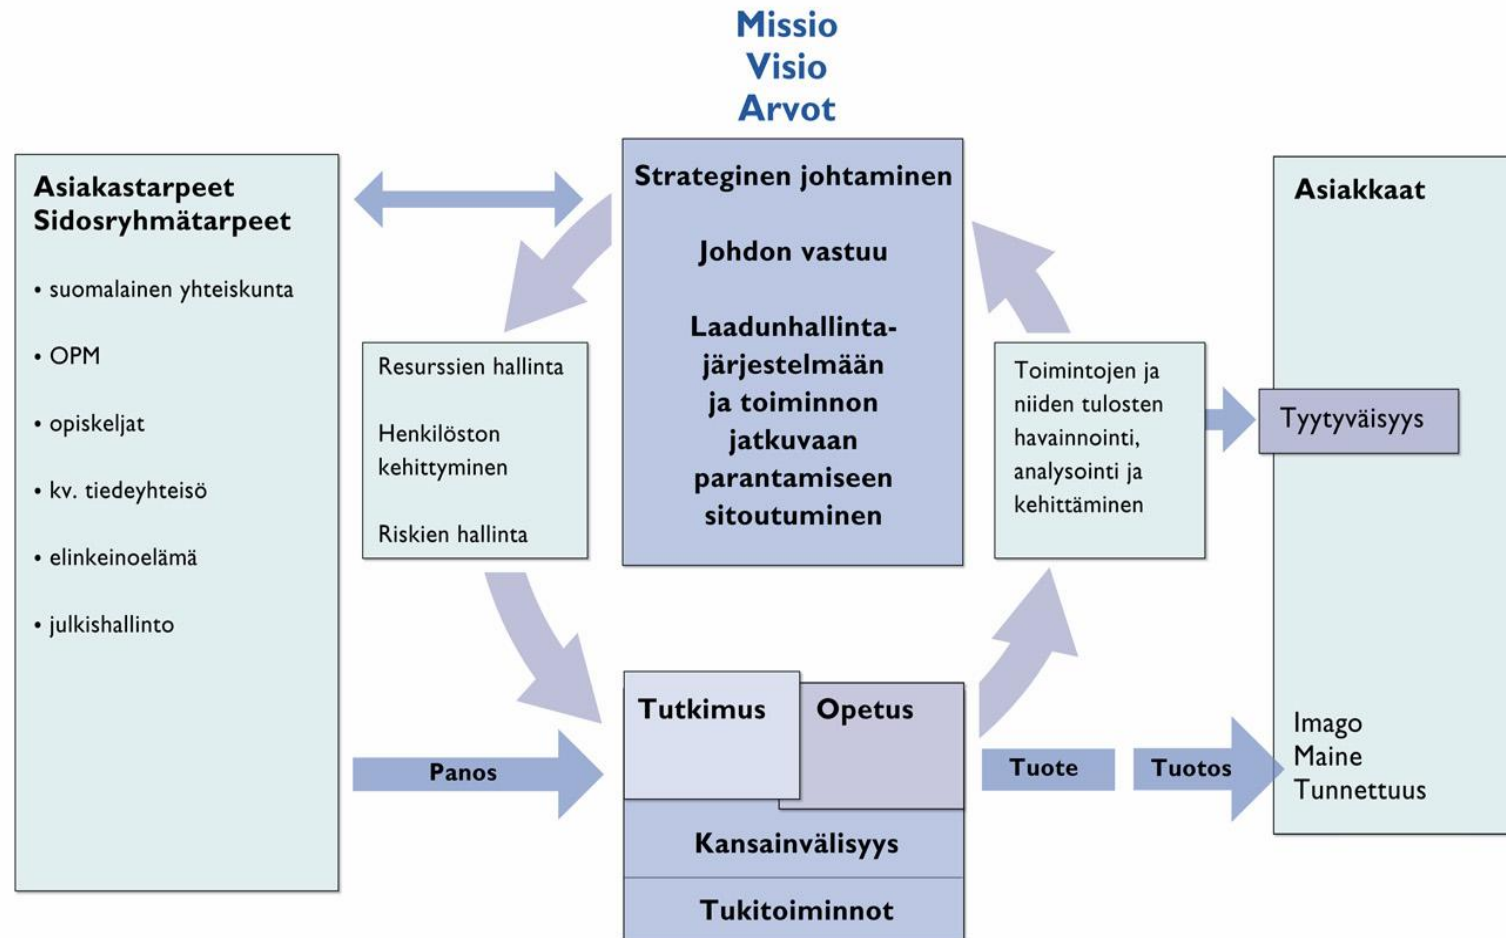 Missio
Visio
Arvot
Asiakastarpeet
Sidosryhmätarpeet
• suomalainen yhteiskunta
• OPM
• opiskeljat
• kv. tiedeyhteisö
• elinkeinoelämä
• julkishallinto
Resurssien hallinta
Henkilöston
kehittyminen
Riskien hallinta
Strateginen johtaminen
Johdon vastuu
Laadunhallinta-
järjestelmään
ja toiminnon
jatkuvaan
parantamiseen
sitoutuminen
Toimintojen ja
niiden tulosten
havainnointi,
analysointi ja
kehittäminen
Asiakkaat
Tyytyväisyys
Imago
Maine
Tunnettuus
Panos
Tutkimus
Opetus
Kansainvälisyys
Tukitoiminnot
Tuote
Tuotos